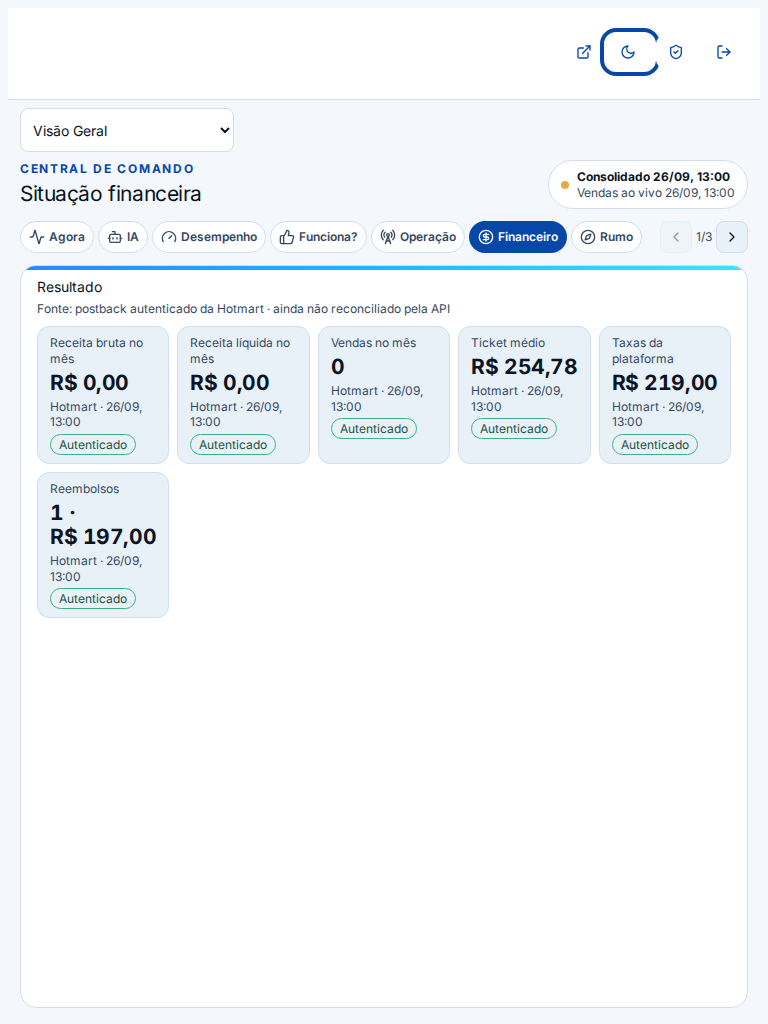 Visão Geral
CENTRAL DE COMANDO
Situação financeira
Consolidado 26/09, 13:00
Vendas ao vivo 26/09, 13:00
Agora
IA
Desempenho
Funciona?
Operação
Financeiro
Rumo
1/3
Resultado
Fonte: postback autenticado da Hotmart · ainda não reconciliado pela API
Receita bruta no
mês
R$ 0,00
Hotmart · 26/09,
13:00
Autenticado
Receita líquida no
mês
R$ 0,00
Hotmart · 26/09,
13:00
Autenticado
Vendas no mês
0
Hotmart · 26/09,
13:00
Autenticado
Ticket médio
R$ 254,78
Hotmart · 26/09,
13:00
Autenticado
Taxas da
plataforma
R$ 219,00
Hotmart · 26/09,
13:00
Autenticado
Reembolsos
1 ·
R$ 197,00
Hotmart · 26/09,
13:00
Autenticado